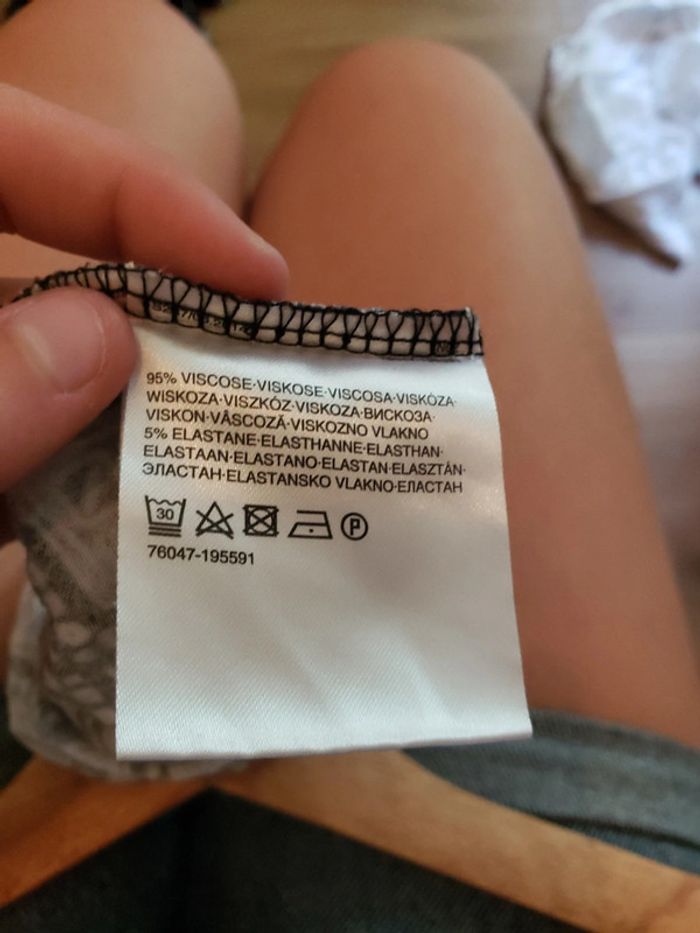 95% VISCOSE·VISKOSE·VISCOSA·VISKÓZA·
WISKOZA·VISZKÓZ·VISKOZA·ВИСКОЗА·
VISKON·VÂSCOZĂ·VISKOZNO VLAKNO
5% ELASTANE·ELASTHANNE·ELASTHAN·
ELASTAAN·ELASTANO·ELASTAN·ELASZTÁN·
ЭЛАСТАН·ELASTANSKO VLAKNO·ЕЛАСТАН
30 P
76047-195591